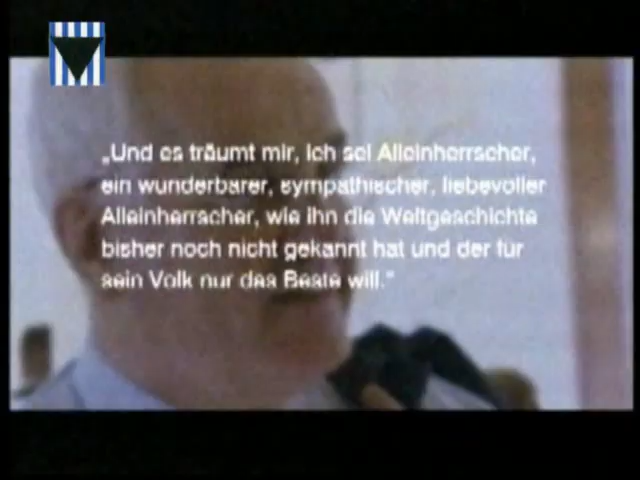 „Und es träumt mir, ich sei Alleinherrscher,
ein wunderbarer, sympathischer, liebevoller
Alleinherrscher, wie ihn die Weltgeschichte
bisher noch nicht gekannt hat und der für
sein Volk nur das Beste will.“